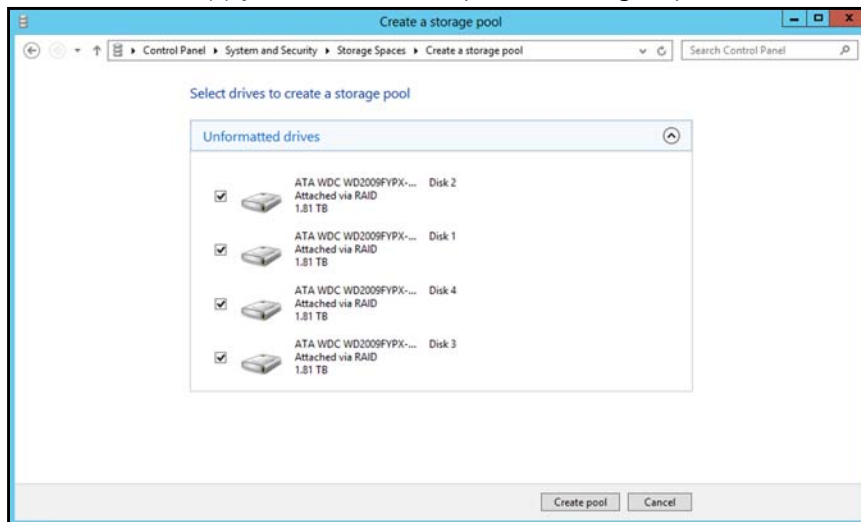 Create a storage pool
Control Panel ▸ System and Security ▸ Storage Spaces ▸ Create a storage pool
Search Control Panel
Select drives to create a storage pool
Unformatted drives
ATA WDC WD2009FYPX-... Disk 2
Attached via RAID
1.81 TB
ATA WDC WD2009FYPX-... Disk 1
Attached via RAID
1.81 TB
ATA WDC WD2009FYPX-... Disk 4
Attached via RAID
1.81 TB
ATA WDC WD2009FYPX-... Disk 3
Attached via RAID
1.81 TB
Create pool Cancel